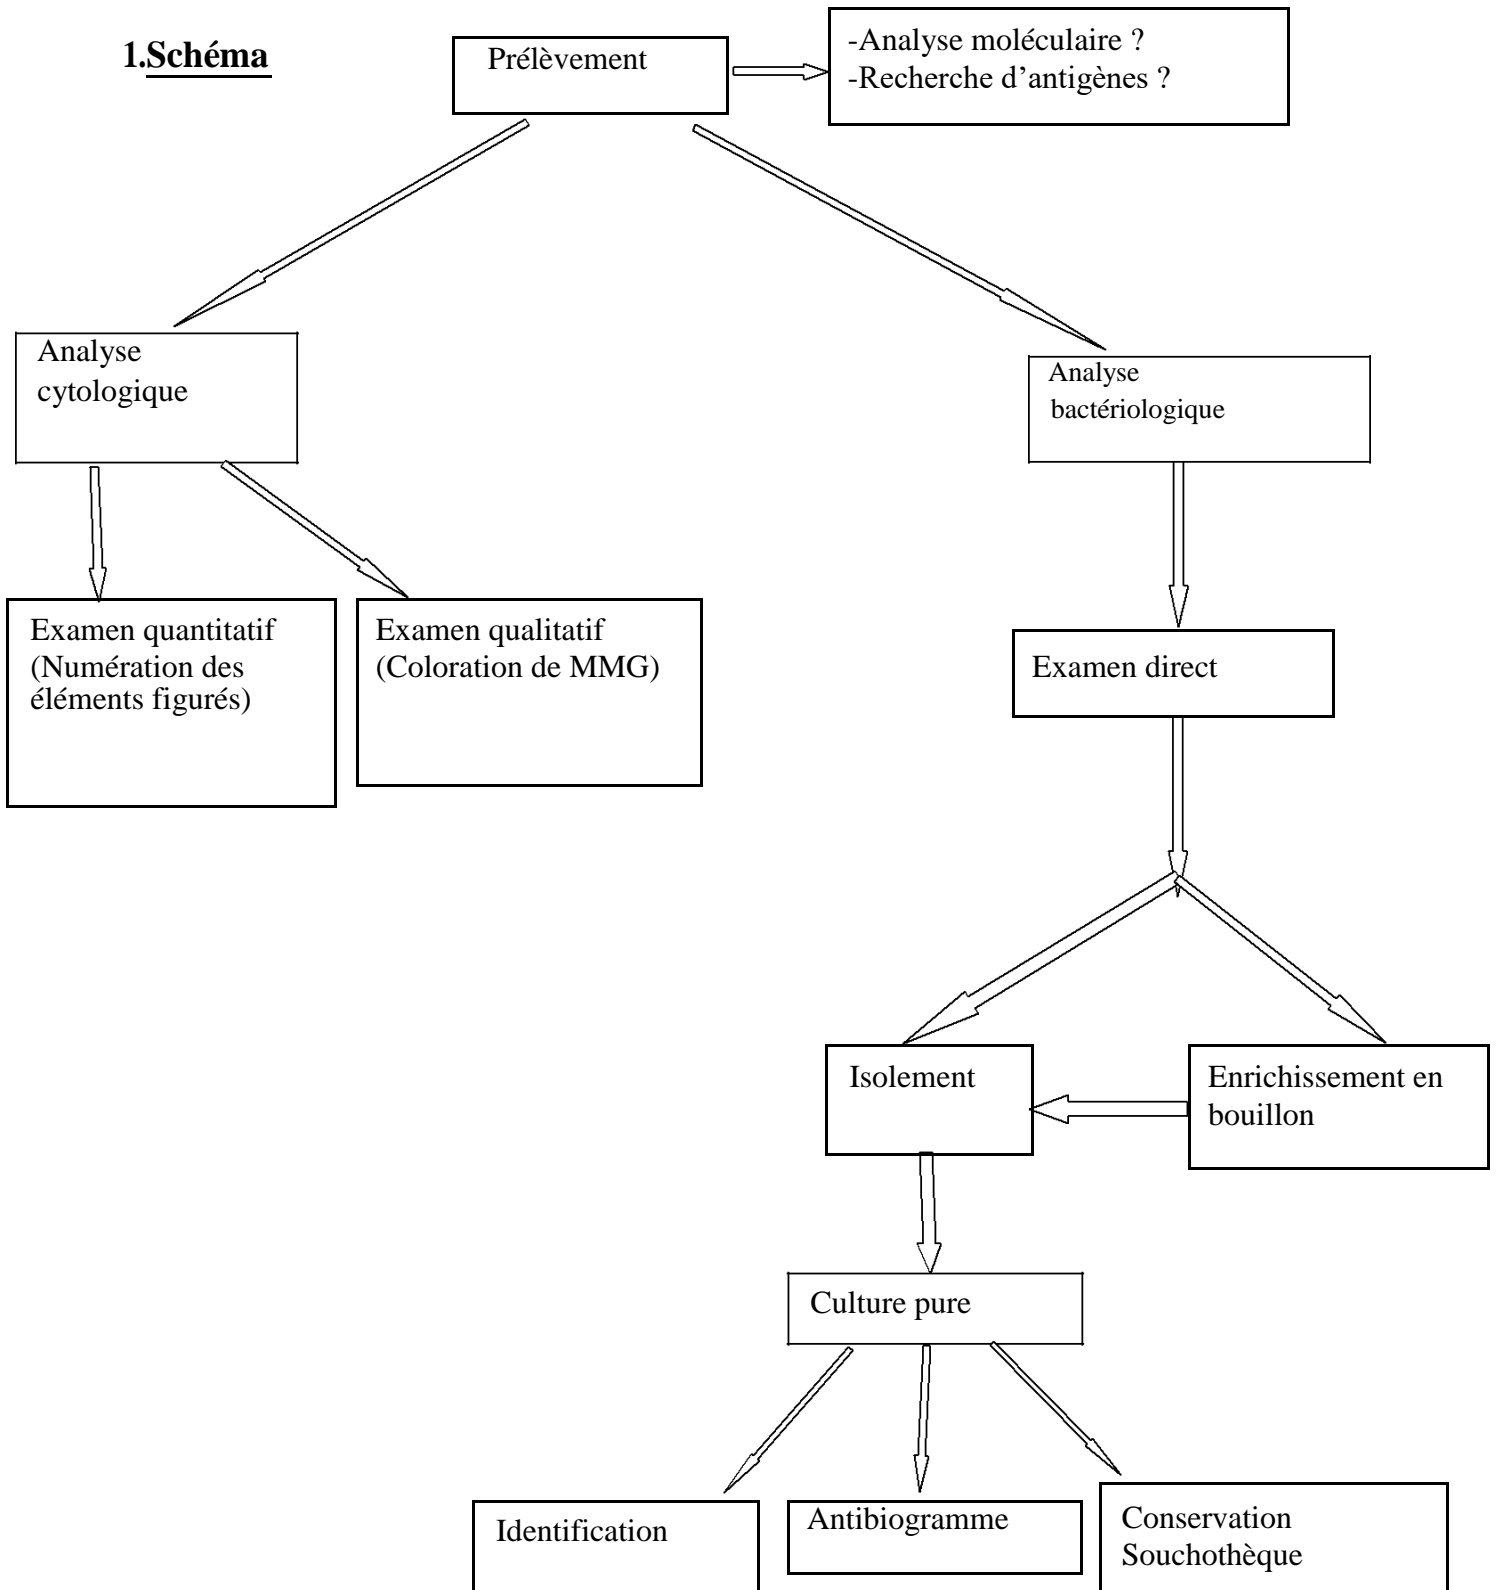 1.Schéma
Prélèvement
-Analyse moléculaire ?
-Recherche d’antigènes ?
Analyse
cytologique
Analyse
bactériologique
Examen quantitatif
(Numération des
éléments figurés)
Examen qualitatif
(Coloration de MMG)
Examen direct
Isolement
Enrichissement en
bouillon
Culture pure
Identification
Antibiogramme
Conservation
Souchothèque